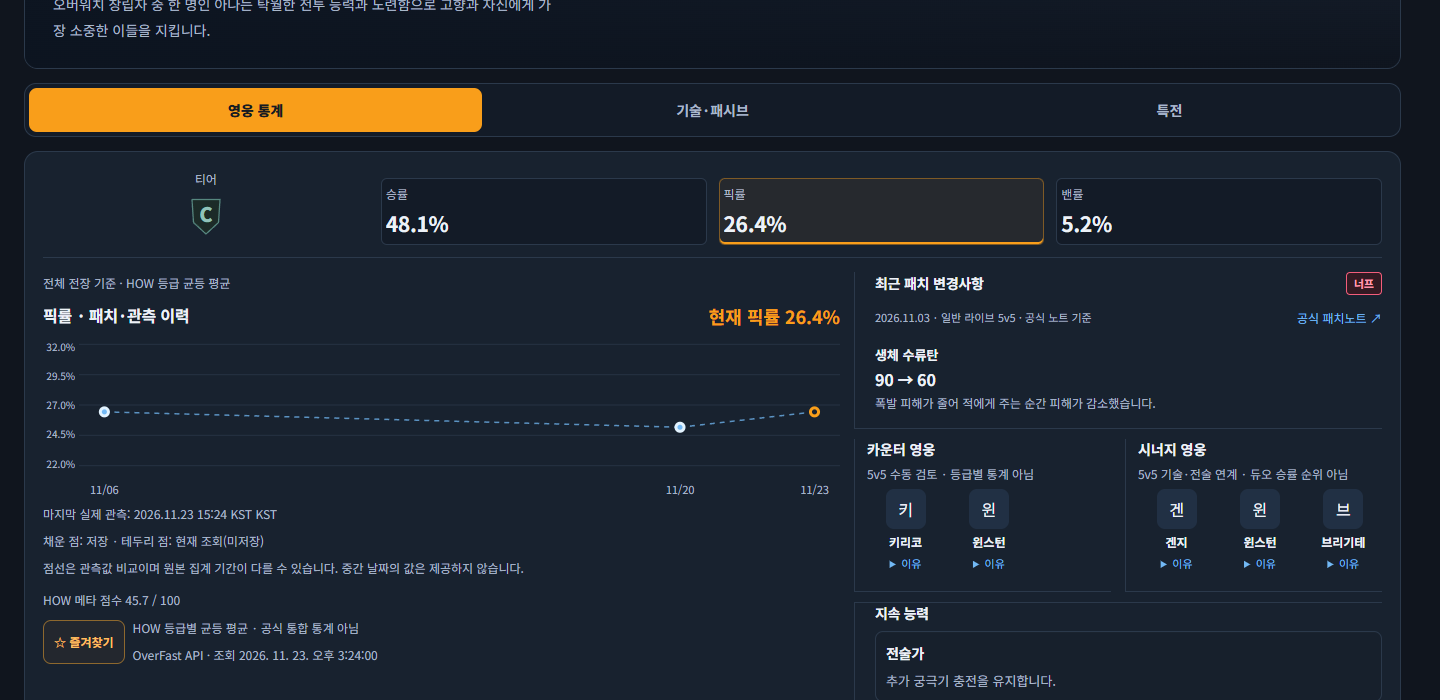 오버워치 창립자 중 한 명인 아나는 탁월한 전투 능력과 노련함으로 고향과 자신에게 가
장 소중한 이들을 지킵니다.
영웅 통계
기술·패시브
특전
티어
C
승률
48.1%
픽률
26.4%
밴률
5.2%
전체 전장 기준 · HOW 등급 균등 평균
픽률 · 패치·관측 이력
현재 픽률 26.4%
32.0%
29.5%
27.0%
24.5%
22.0%
11/06
11/20
11/23
마지막 실제 관측: 2026.11.23 15:24 KST KST
채운 점: 저장 · 테두리 점: 현재 조회(미저장)
점선은 관측값 비교이며 원본 집계 기간이 다를 수 있습니다. 중간 날짜의 값은 제공하지 않습니다.
HOW 메타 점수 45.7 / 100
☆ 즐겨찾기
HOW 등급별 균등 평균 · 공식 통합 통계 아님
OverFast API · 조회 2026. 11. 23. 오후 3:24:00
최근 패치 변경사항
너프
2026.11.03 · 일반 라이브 5v5 · 공식 노트 기준
공식 패치노트 ↗
생체 수류탄
90 → 60
폭발 피해가 줄어 적에게 주는 순간 피해가 감소했습니다.
카운터 영웅
5v5 수동 검토 · 등급별 통계 아님
키
윈
키리코
윈스턴
▶ 이유
▶ 이유
시너지 영웅
5v5 기술·전술 연계 · 듀오 승률 순위 아님
겐
윈
브
겐지
윈스턴
브리기테
▶ 이유
▶ 이유
▶ 이유
지속 능력
전술가
추가 궁극기 충전을 유지합니다.